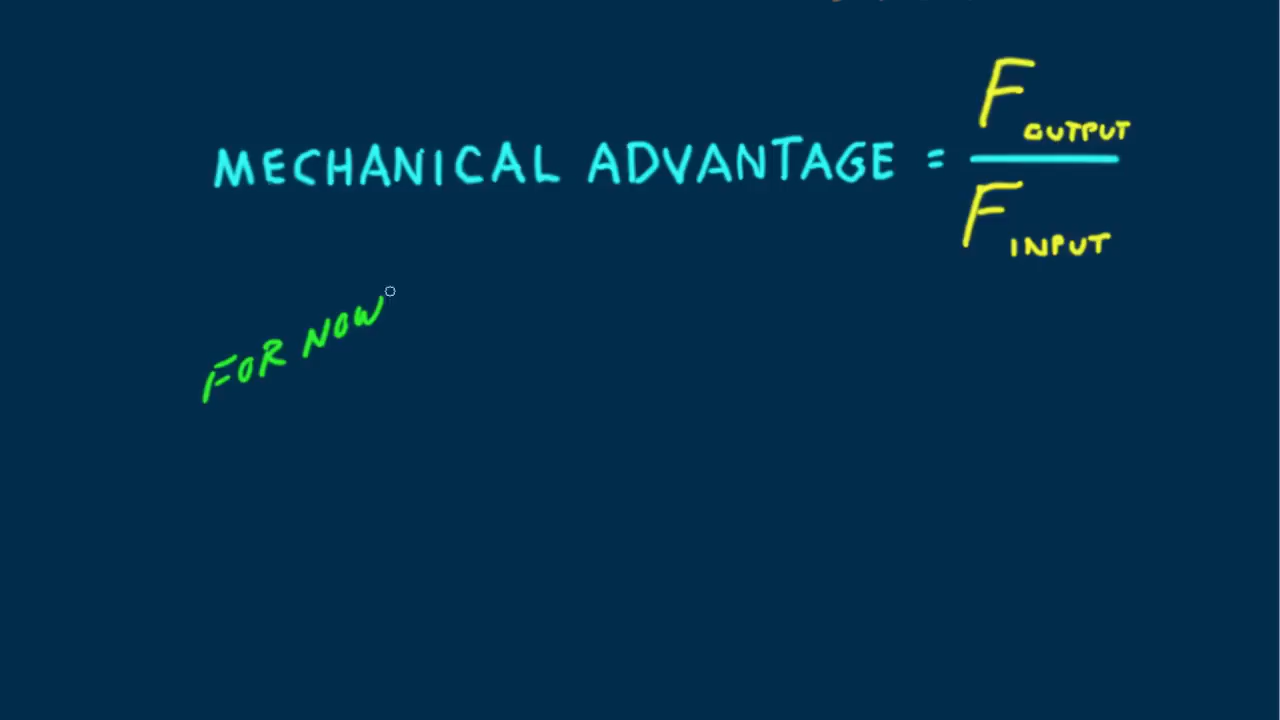 MECHANICAL ADVANTAGE = F OUTPUT / F INPUT
FOR NOW